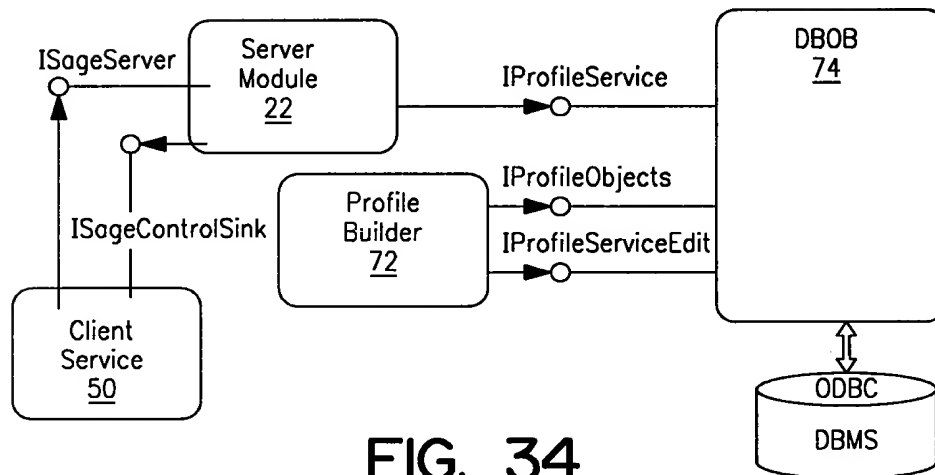 ISageServer
Server
Module
22
IProfileService
DBOB
74
ISageControlSink
Profile
Builder
72
IProfileObjects
IProfileServiceEdit
Client
Service
50
ODBC
DBMS
FIG. 34